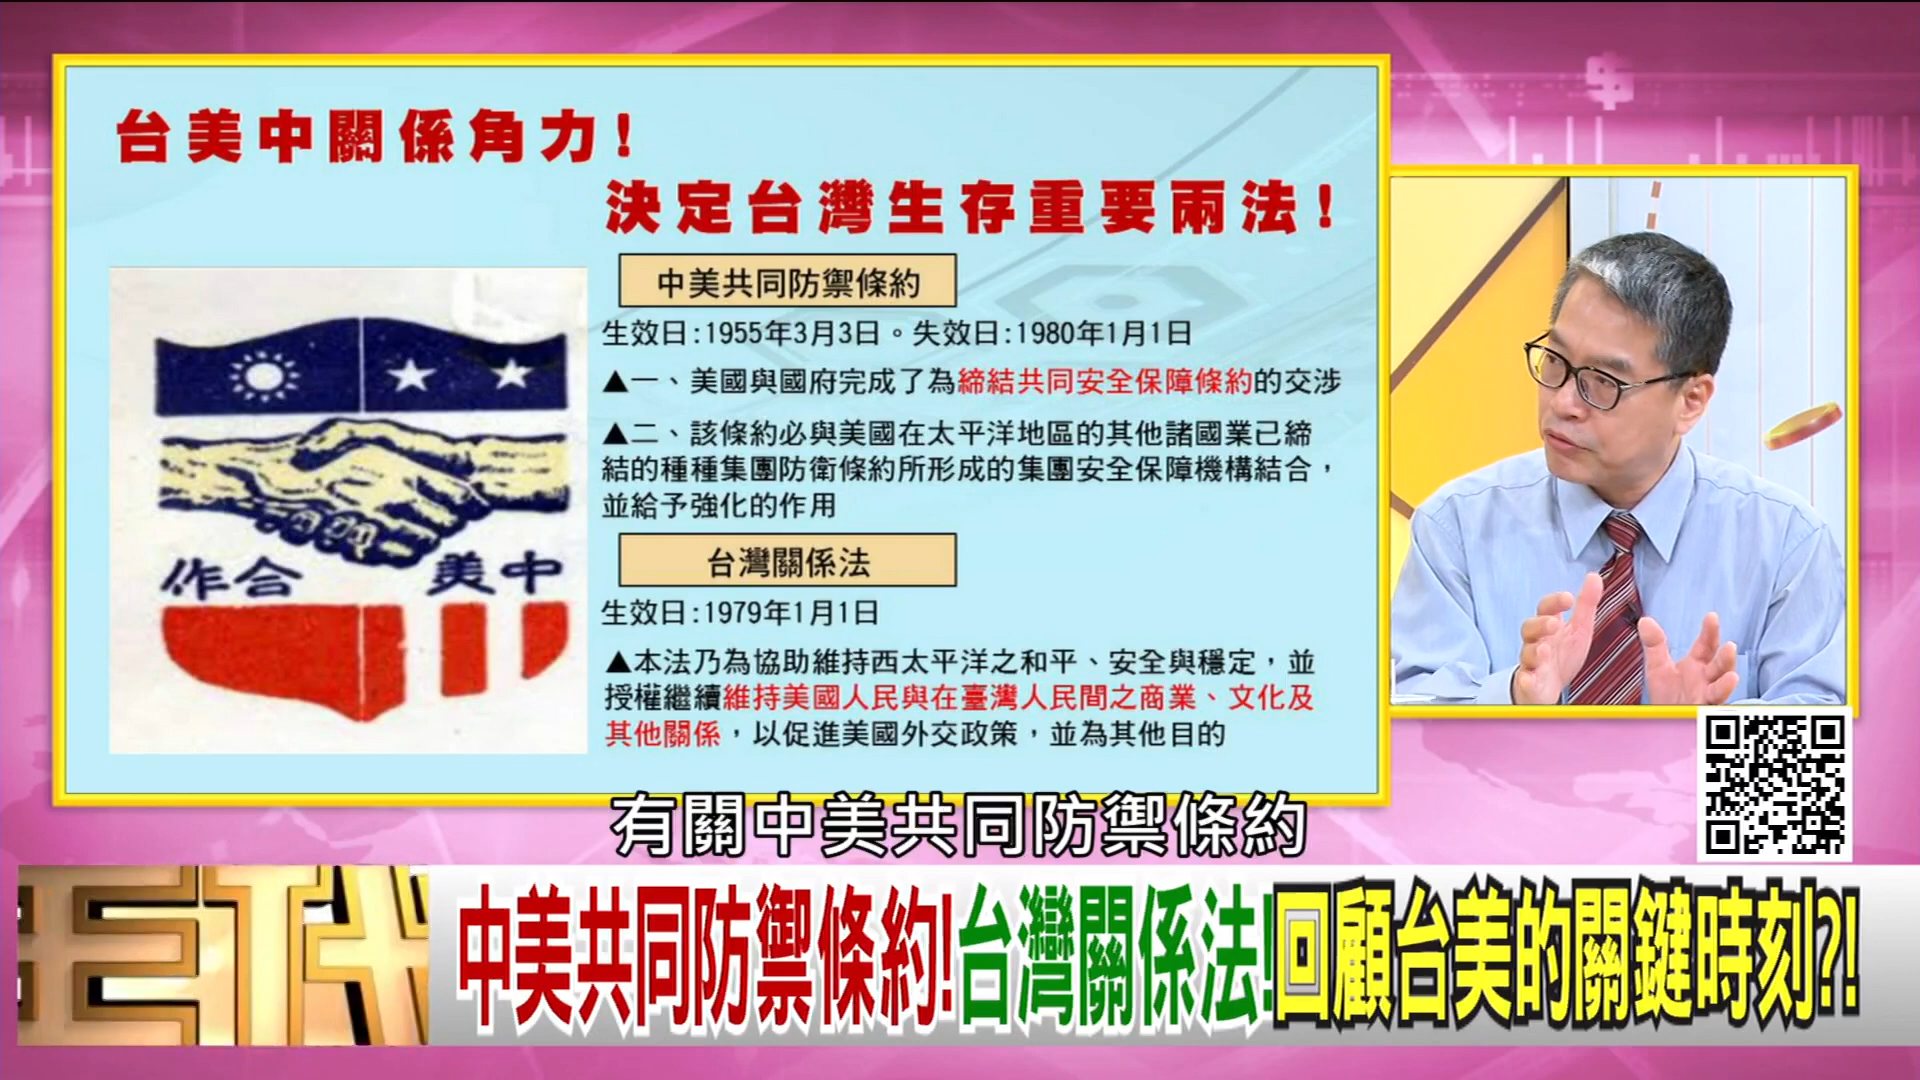 台美中關係角力!
決定台灣生存重要兩法!
中美共同防禦條約
生效日:1955年3月3日。失效日:1980年1月1日
▲一、美國與國府完成了為締結共同安全保障條約的交涉
▲二、該條約必與美國在太平洋地區的其他諸國業已締
結的種種集團防衛條約所形成的集團安全保障機構結合，
並給予強化的作用
台灣關係法
生效日:1979年1月1日
▲本法乃為協助維持西太平洋之和平、安全與穩定，並
授權繼續維持美國人民與在臺灣人民間之商業、文化及
其他關係，以促進美國外交政策，並為其他目的
作合 美中
有關中美共同防禦條約
中美共同防禦條約!台灣關係法!回顧台美的關鍵時刻?!